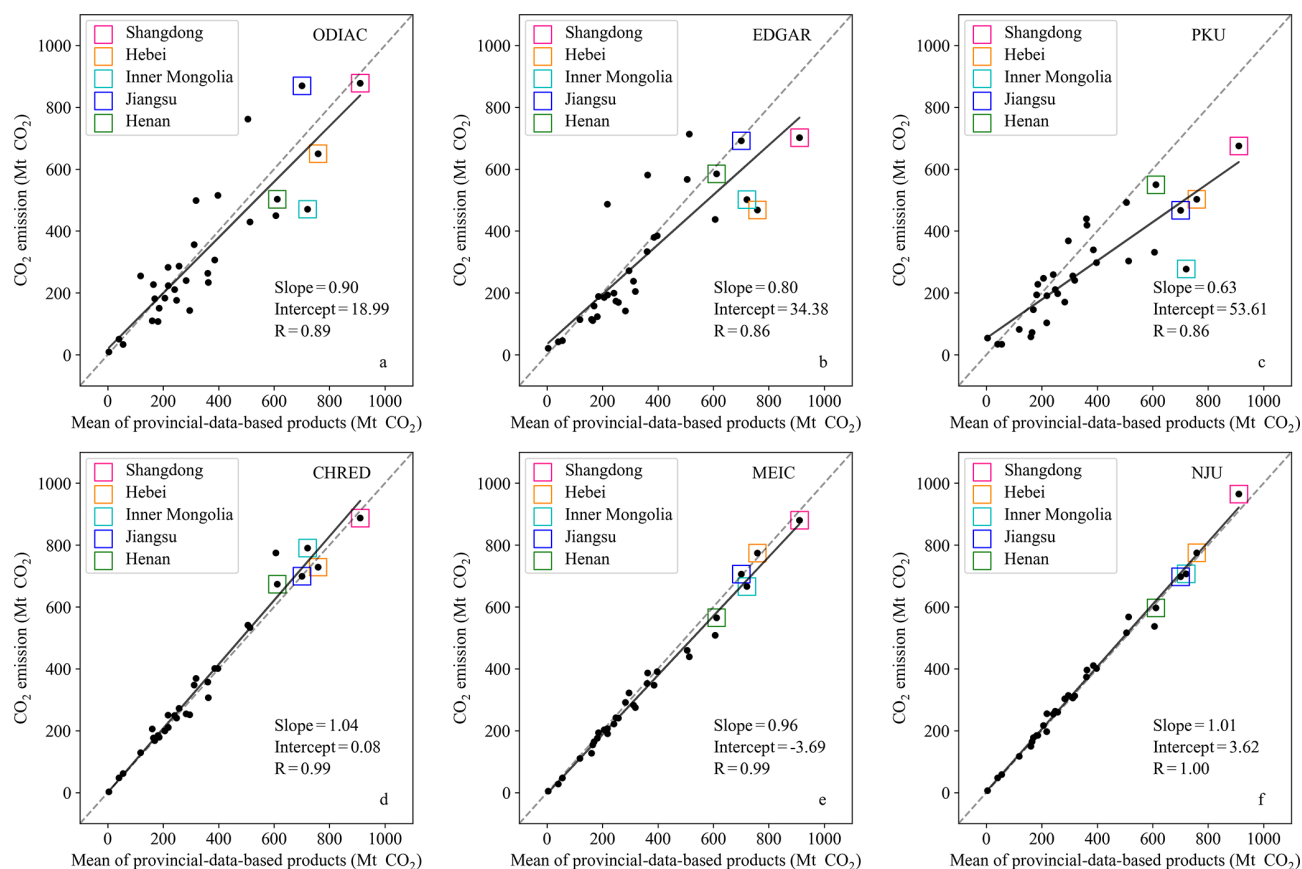 Shangdong
Hebei
Inner Mongolia
Jiangsu
Henan
ODIAC
CO2 emission (Mt CO2)
1000
800
600
400
200
0
Slope = 0.90
Intercept = 18.99
R = 0.89
a
0 200 400 600 800 1000
Mean of provincial-data-based products (Mt CO2)
Shangdong
Hebei
Inner Mongolia
Jiangsu
Henan
EDGAR
CO2 emission (Mt CO2)
1000
800
600
400
200
0
Slope = 0.80
Intercept = 34.38
R = 0.86
b
0 200 400 600 800 1000
Mean of provincial-data-based products (Mt CO2)
Shangdong
Hebei
Inner Mongolia
Jiangsu
Henan
PKU
CO2 emission (Mt CO2)
1000
800
600
400
200
0
Slope = 0.63
Intercept = 53.61
R = 0.86
c
0 200 400 600 800 1000
Mean of provincial-data-based products (Mt CO2)
Shangdong
Hebei
Inner Mongolia
Jiangsu
Henan
CHRED
CO2 emission (Mt CO2)
1000
800
600
400
200
0
Slope = 1.04
Intercept = 0.08
R = 0.99
d
0 200 400 600 800 1000
Mean of provincial-data-based products (Mt CO2)
Shangdong
Hebei
Inner Mongolia
Jiangsu
Henan
MEIC
CO2 emission (Mt CO2)
1000
800
600
400
200
0
Slope = 0.96
Intercept = -3.69
R = 0.99
e
0 200 400 600 800 1000
Mean of provincial-data-based products (Mt CO2)
Shangdong
Hebei
Inner Mongolia
Jiangsu
Henan
NJU
CO2 emission (Mt CO2)
1000
800
600
400
200
0
Slope = 1.01
Intercept = 3.62
R = 1.00
f
0 200 400 600 800 1000
Mean of provincial-data-based products (Mt CO2)